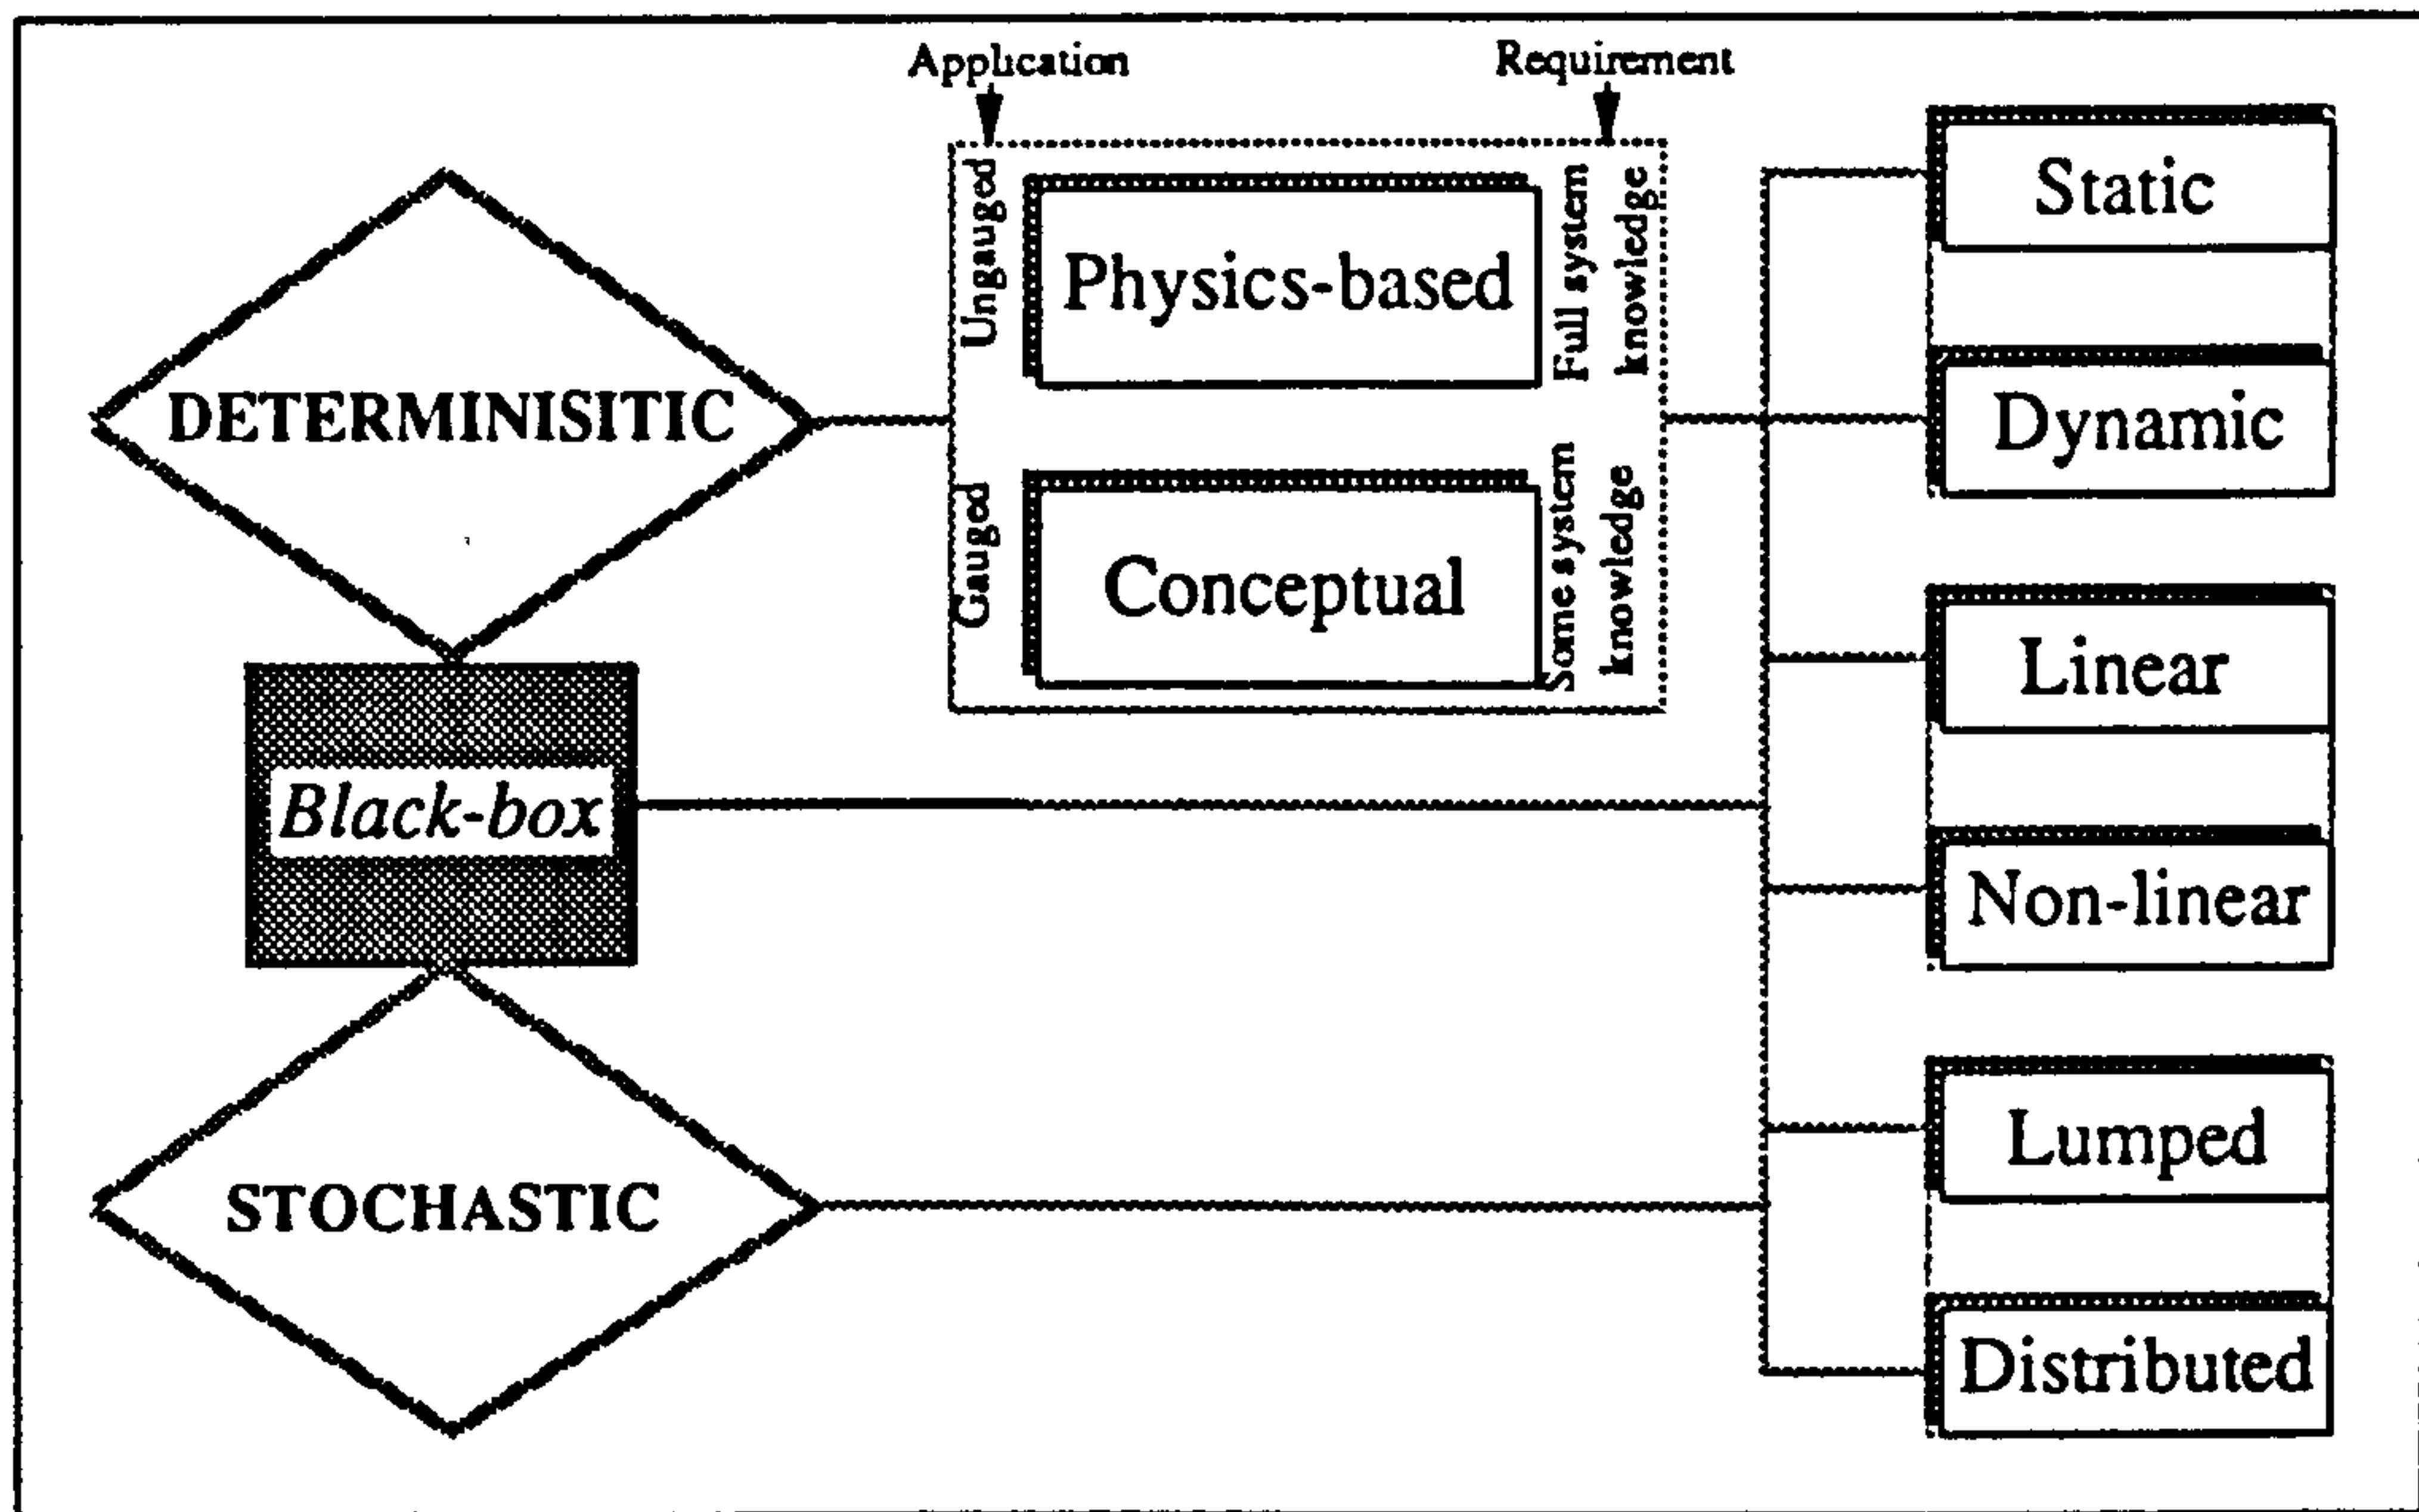 Application
Requirement
Ungauged
Physics-based
Full system
knowledge
Gauged
Conceptual
Some system
knowledge
DETERMINISITIC
Black-box
STOCHASTIC
Static
Dynamic
Linear
Non-linear
Lumped
Distributed